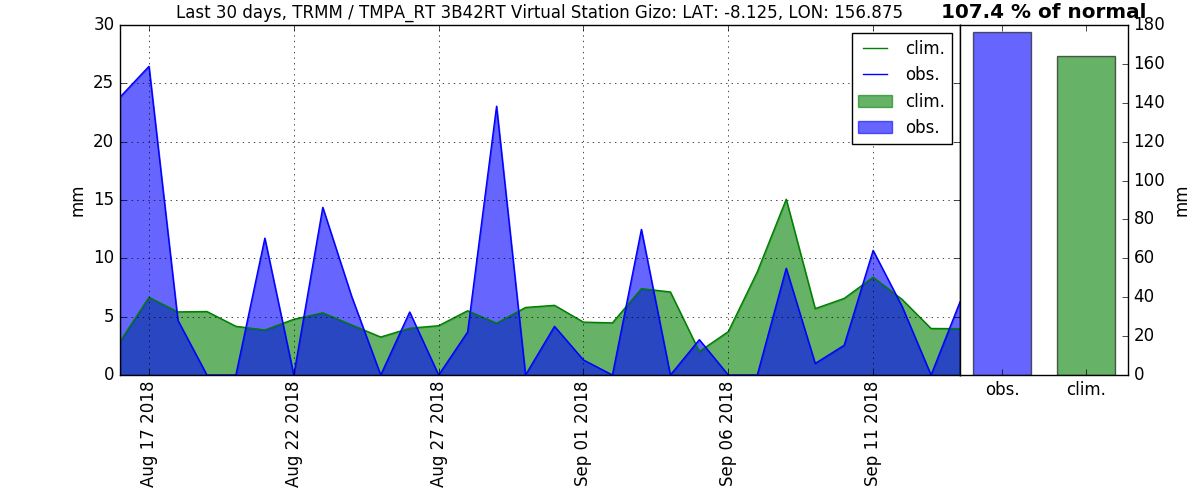 Last 30 days, TRMM / TMPA_RT 3B42RT Virtual Station Gizo: LAT: -8.125, LON: 156.875
107.4 % of normal
30
25
20
15
10
5
0
mm
clim.
obs.
clim.
obs.
Aug 17 2018
Aug 22 2018
Aug 27 2018
Sep 01 2018
Sep 06 2018
Sep 11 2018
180
160
140
120
100
80
60
40
20
0
mm
obs.
clim.